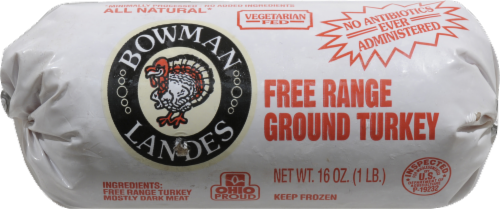 ALL NATURAL*
VEGETARIAN
FED
NO ANTIBIOTICS
EVER
ADMINISTERED
BOWMAN
LANDES
FREE RANGE
GROUND TURKEY
NET WT. 16 OZ. (1 LB.)
INGREDIENTS:
FREE RANGE TURKEY
MOSTLY DARK MEAT
OHIO
PROUD
KEEP FROZEN
INSPECTED
U.S.